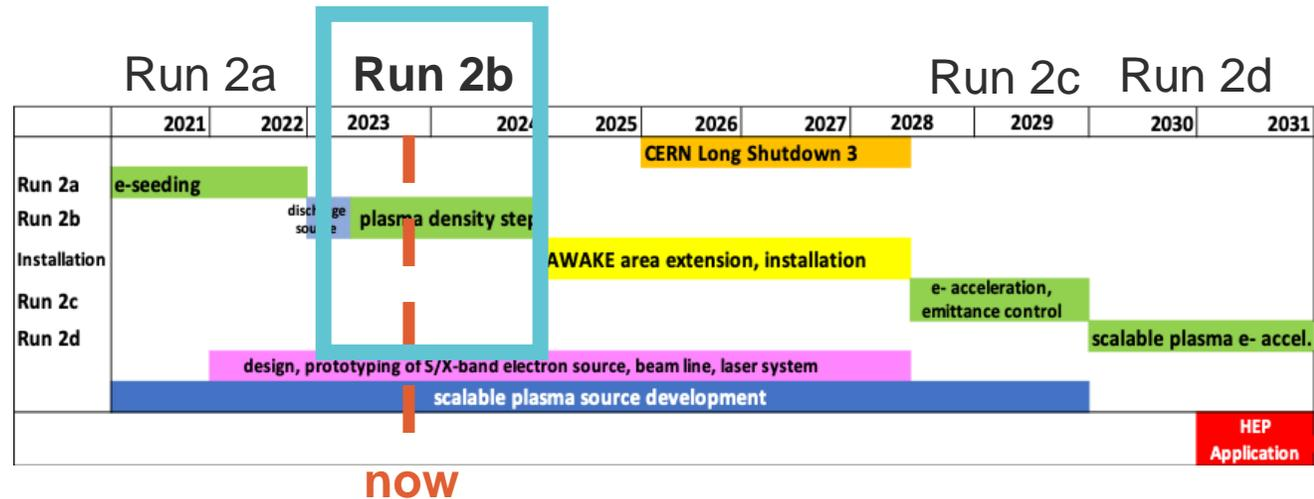 Run 2a Run 2b Run 2c Run 2d
2021 2022 2023 2024 2025 2026 2027 2028 2029 2030 2031
CERN Long Shutdown 3
Run 2a e-seeding
Run 2b plasma density step
Installation AWAKE area extension, installation
Run 2c e- acceleration,
emittance control
Run 2d scalable plasma e- accel.
design, prototyping of S/X-band electron source, beam line, laser system
scalable plasma source development
HEP
Application
now